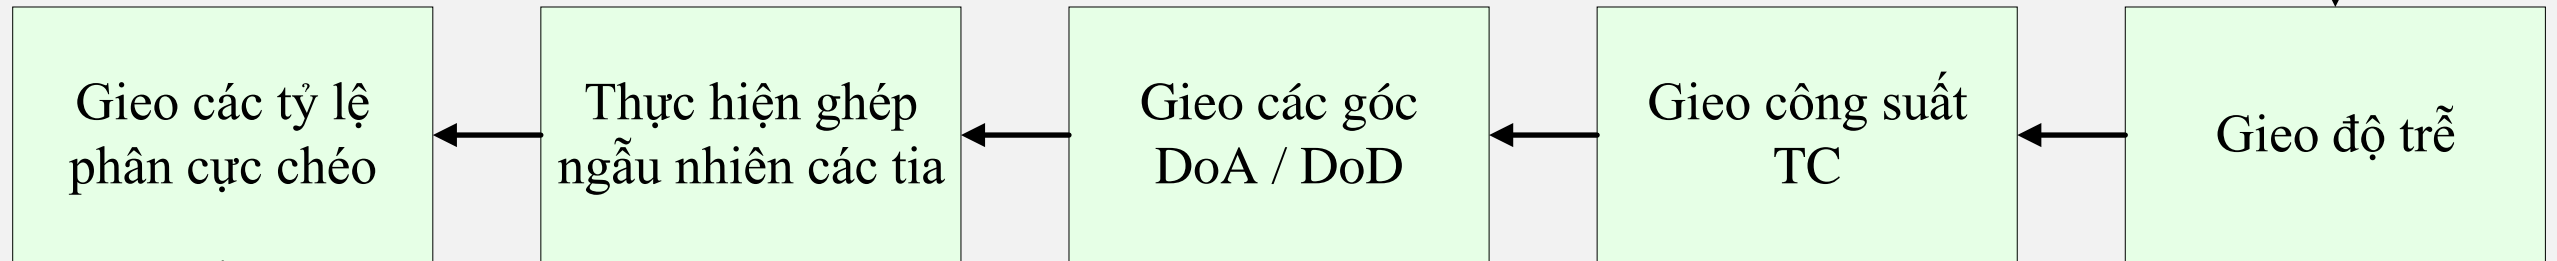 Gieo các tỷ lệ
phân cực chéo
Thực hiện ghép
ngẫu nhiên các tia
Gieo các góc
DoA / DoD
Gieo công suất
TC
Gieo độ trễ